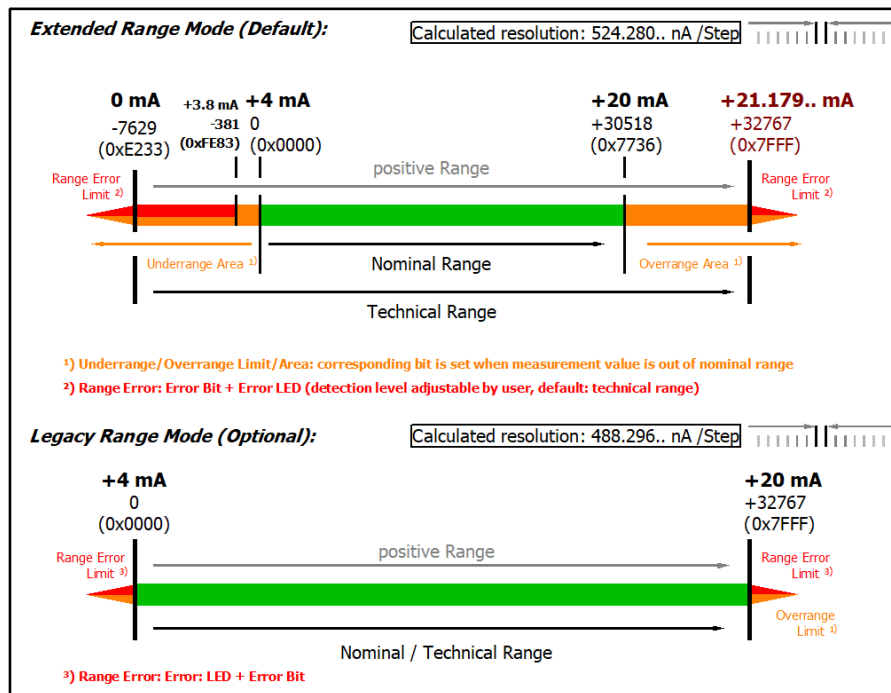 Extended Range Mode (Default):
Calculated resolution: 524.280.. nA /Step
0 mA
-7629
(0xE233)
+3.8 mA
-381
(0xFE83)
+4 mA
0
(0x0000)
+20 mA
+30518
(0x7736)
+21.179.. mA
+32767
(0x7FFF)
Range Error
Limit ²⁾
positive Range
Range Error
Limit ²⁾
Underrange Area ¹⁾
Nominal Range
Overrange Area ¹⁾
Technical Range
¹) Underrange/Overrange Limit/Area: corresponding bit is set when measurement value is out of nominal range
²) Range Error: Error Bit + Error LED (detection level adjustable by user, default: technical range)
Legacy Range Mode (Optional):
Calculated resolution: 488.296.. nA /Step
+4 mA
0
(0x0000)
+20 mA
+32767
(0x7FFF)
Range Error
Limit ³⁾
positive Range
Range Error
Limit ³⁾
Overrange
Limit ¹⁾
Nominal / Technical Range
³) Range Error: Error: LED + Error Bit